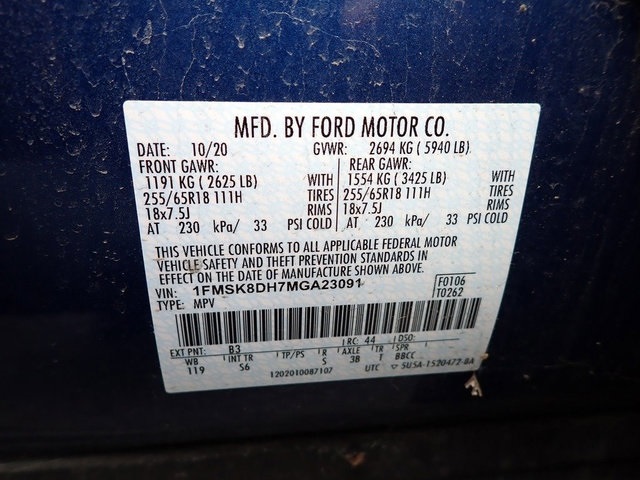 MFD. BY FORD MOTOR CO.
DATE: 10/20 GVWR: 2694 KG ( 5940 LB)
FRONT GAWR: REAR GAWR:
1191 KG ( 2625 LB) WITH 1554 KG ( 3425 LB) WITH
255/65R18 111H TIRES 255/65R18 111H TIRES
18x7.5J RIMS 18x7.5J RIMS
AT 230 kPa/ 33 PSI COLD AT 230 kPa/ 33 PSI COLD
THIS VEHICLE CONFORMS TO ALL APPLICABLE FEDERAL MOTOR
VEHICLE SAFETY AND THEFT PREVENTION STANDARDS IN
EFFECT ON THE DATE OF MANUFACTURE SHOWN ABOVE.
VIN: 1FMSK8DH7MGA23091 F0106
TYPE: MPV T0262
EXT PNT: B3 RC: 44 DSO:
WB INT TR TP/PS R AXLE TR SPR
119 S6 S 3B T BBCC
1202010087107 UTC ▽ 5U5A-1520472-BA